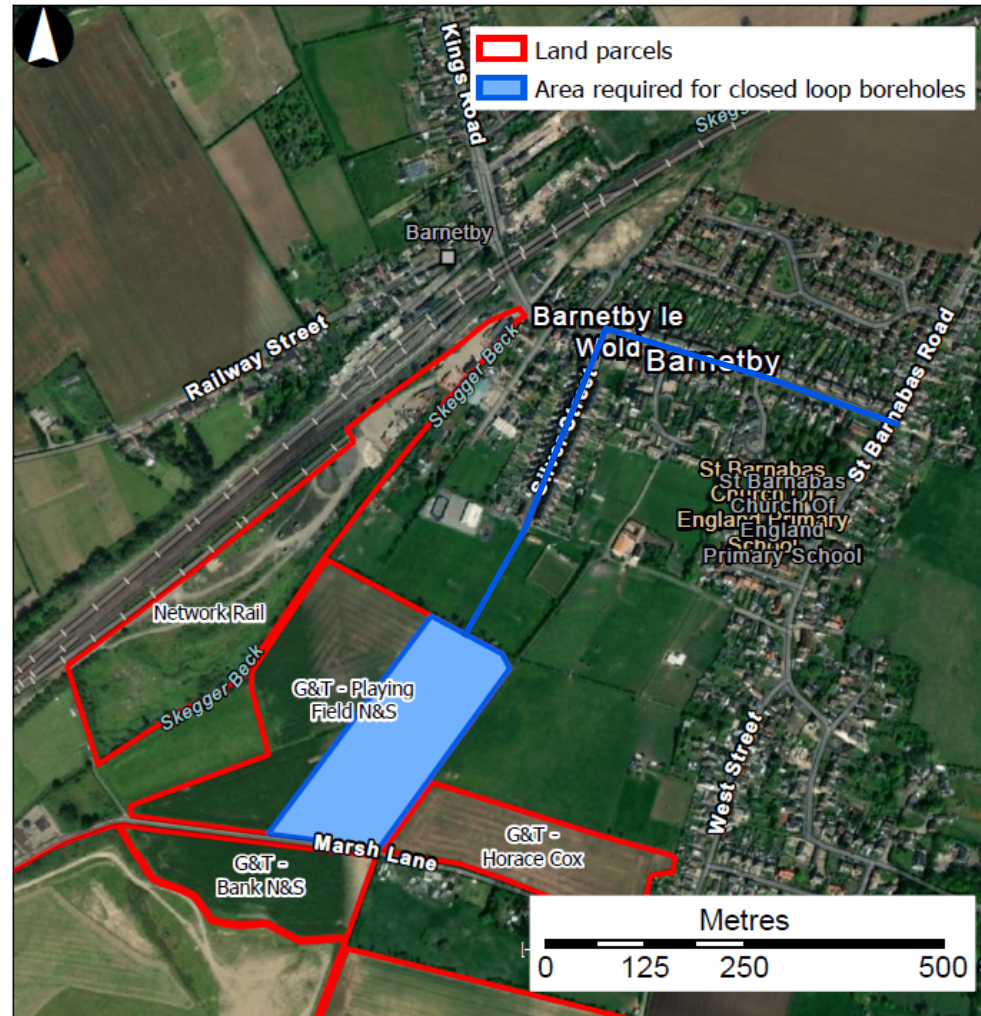 Land parcels
Area required for closed loop boreholes
Kings Road
Barnetby
Railway Street
Skegger Beck
Barnetby le
Wold
Barnetby
St Barnabas Road
St Barnabas
Church Of
England Primary
School
St Barnabas
Church Of
England
Primary School
Network Rail
Skegger Beck
G&T - Playing
Field N&S
West Street
Marsh Lane
G&T -
Horace Cox
G&T -
Bank N&S
Metres
0 125 250 500